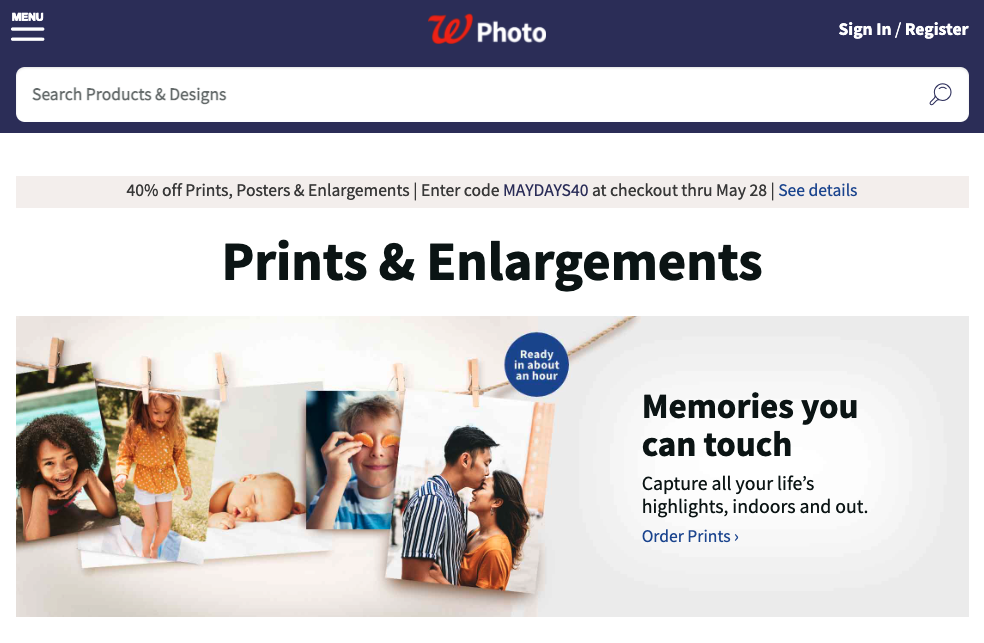 MENU
W Photo
Sign In / Register
Search Products & Designs
40% off Prints, Posters & Enlargements | Enter code MAYDAYS40 at checkout thru May 28 | See details
Prints & Enlargements
Ready
in about
an hour
Memories you
can touch
Capture all your life's
highlights, indoors and out.
Order Prints ›